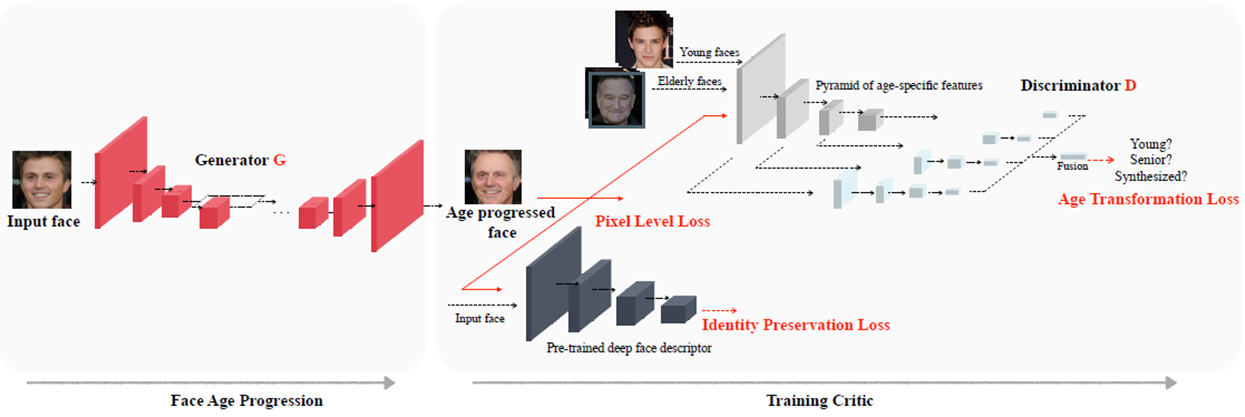 Input face
Generator G
. . .
Age progressed
face
Young faces
Elderly faces
Pyramid of age-specific features
Discriminator D
Fusion
Young?
Senior?
Synthesized?
Age Transformation Loss
Pixel Level Loss
Input face
Identity Preservation Loss
Pre-trained deep face descriptor
Face Age Progression
Training Critic